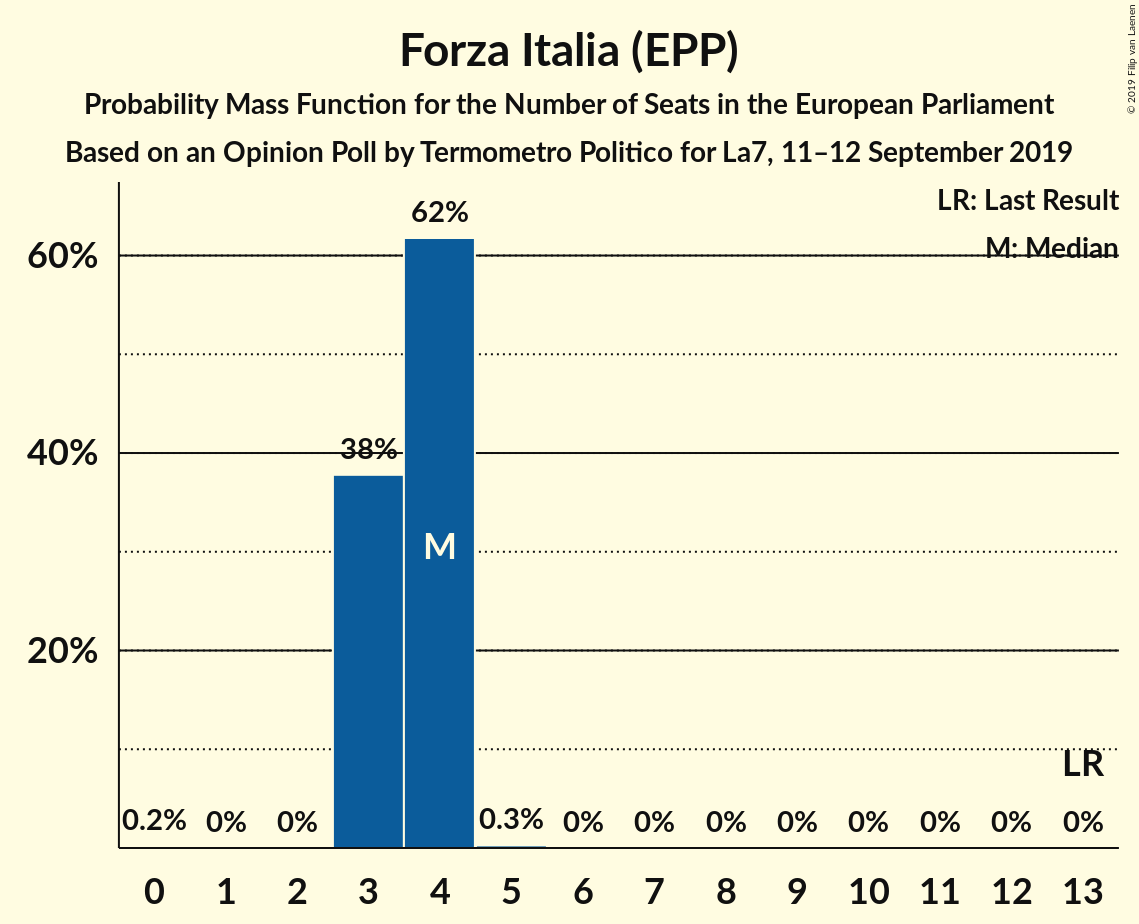 Forza Italia (EPP)
Probability Mass Function for the Number of Seats in the European Parliament
Based on an Opinion Poll by Termometro Politico for La7, 11–12 September 2019
© 2019 Filip van Laenen
LR: Last Result
M: Median
60%
40%
20%
62%
38%
M
LR
0.2% 0% 0% 0.3% 0% 0% 0% 0% 0% 0% 0% 0%
0 1 2 3 4 5 6 7 8 9 10 11 12 13